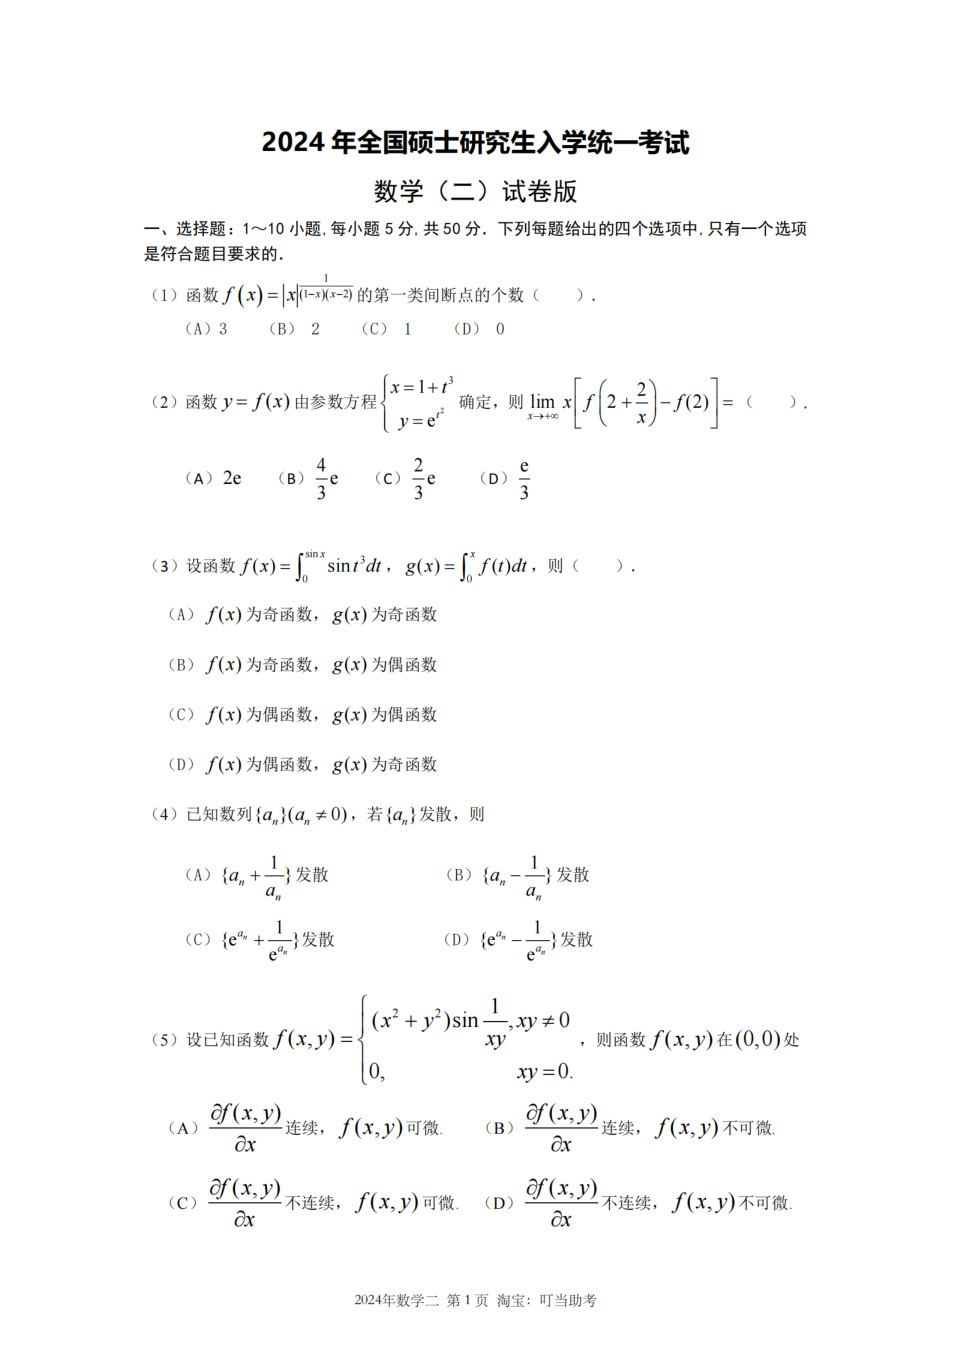 2024 年全国硕士研究生入学统一考试
数学（二）试卷版
一、选择题：1～10 小题,每小题 5 分,共 50 分．下列每题给出的四个选项中,只有一个选项
是符合题目要求的．
（1）函数 f(x)=|x|^{1/((1−x)(x−2))} 的第一类间断点的个数（　　）．
（A）3 （B） 2 （C） 1 （D） 0
（2）函数 y = f(x) 由参数方程 { x=1+t³, y=e^{t²} 确定，则 lim_{x→+∞} x[f(2+2/x)−f(2)] = （　　）．
（A）2e （B）4/3 e （C）2/3 e （D）e/3
（3）设函数 f(x)=∫₀^{sin x} sin t³dt，g(x)=∫₀^x f(t)dt，则（　　）．
（A） f(x) 为奇函数，g(x) 为奇函数
（B） f(x) 为奇函数，g(x) 为偶函数
（C） f(x) 为偶函数，g(x) 为偶函数
（D） f(x) 为偶函数，g(x) 为奇函数
（4）已知数列{aₙ}(aₙ ≠ 0)，若{aₙ}发散，则
（A）{aₙ + 1/aₙ}发散 （B）{aₙ − 1/aₙ}发散
（C）{e^{aₙ} + 1/e^{aₙ}}发散 （D）{e^{aₙ} − 1/e^{aₙ}}发散
（5）设已知函数 f(x,y)= { (x²+y²)sin 1/xy, xy≠0; 0, xy=0. ，则函数 f(x,y)在(0,0)处
（A）∂f(x,y)/∂x 连续，f(x,y)可微. （B）∂f(x,y)/∂x 连续，f(x,y)不可微.
（C）∂f(x,y)/∂x 不连续，f(x,y)可微. （D）∂f(x,y)/∂x 不连续，f(x,y)不可微.
2024年数学二 第 1 页 淘宝：叮当助考